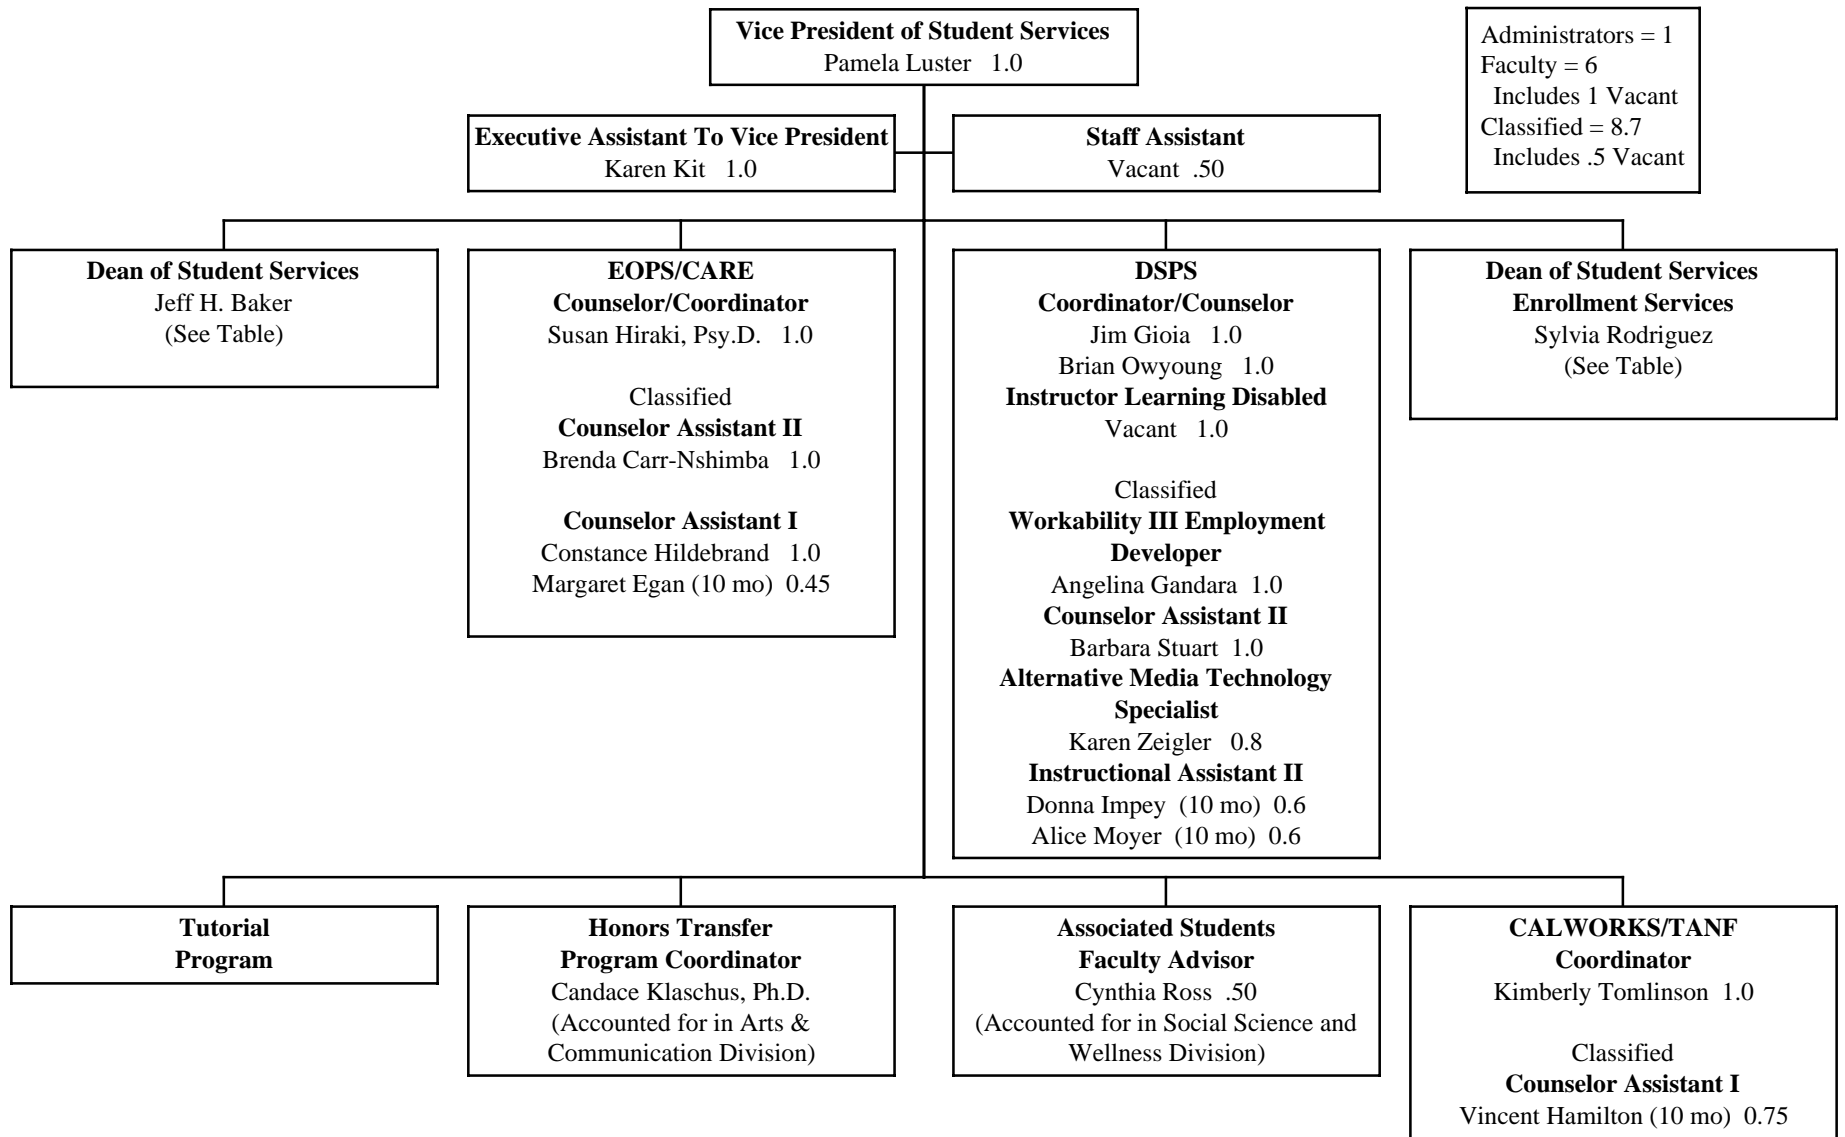 Vice President of Student Services
Pamela Luster 1.0
Administrators = 1
Faculty = 6
Includes 1 Vacant
Classified = 8.7
Includes .5 Vacant
Executive Assistant To Vice President
Karen Kit 1.0
Staff Assistant
Vacant .50
Dean of Student Services
Jeff H. Baker
(See Table)
EOPS/CARE
Counselor/Coordinator
Susan Hiraki, Psy.D. 1.0
Classified
Counselor Assistant II
Brenda Carr-Nshimba 1.0
Counselor Assistant I
Constance Hildebrand 1.0
Margaret Egan (10 mo) 0.45
DSPS
Coordinator/Counselor
Jim Gioia 1.0
Brian Owyoung 1.0
Instructor Learning Disabled
Vacant 1.0
Classified
Workability III Employment
Developer
Angelina Gandara 1.0
Counselor Assistant II
Barbara Stuart 1.0
Alternative Media Technology
Specialist
Karen Zeigler 0.8
Instructional Assistant II
Donna Impey (10 mo) 0.6
Alice Moyer (10 mo) 0.6
Dean of Student Services
Enrollment Services
Sylvia Rodriguez
(See Table)
Tutorial
Program
Honors Transfer
Program Coordinator
Candace Klaschus, Ph.D.
(Accounted for in Arts &
Communication Division)
Associated Students
Faculty Advisor
Cynthia Ross .50
(Accounted for in Social Science and
Wellness Division)
CALWORKS/TANF
Coordinator
Kimberly Tomlinson 1.0
Classified
Counselor Assistant I
Vincent Hamilton (10 mo) 0.75